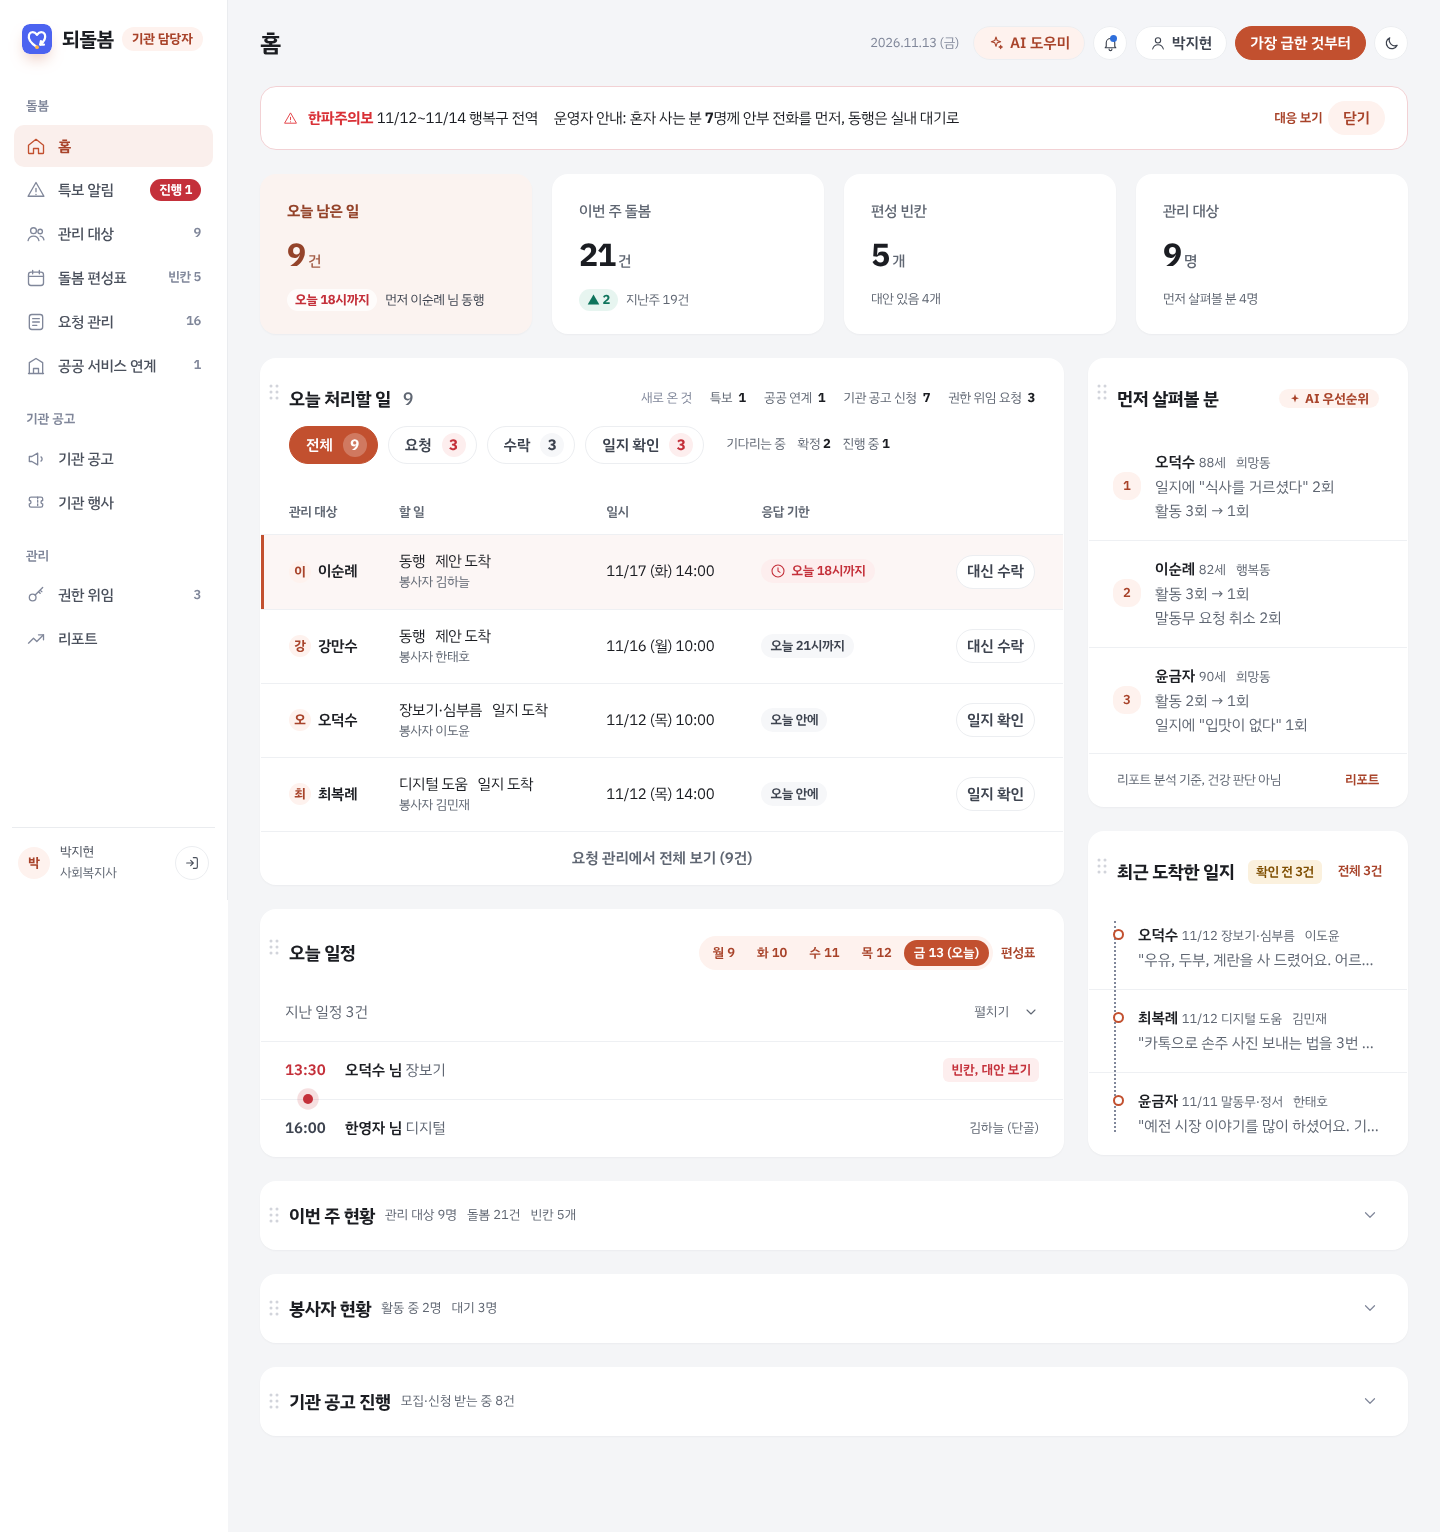 되돌봄 기관 담당자
돌봄
홈
특보 알림 진행 1
관리 대상 9
돌봄 편성표 빈칸 5
요청 관리 16
공공 서비스 연계 1
기관 공고
기관 공고
기관 행사
관리
권한 위임 3
리포트
박 박지현
사회복지사
홈
2026.11.13 (금) AI 도우미 박지현 가장 급한 것부터
한파주의보 11/12~11/14 행복구 전역 운영자 안내: 혼자 사는 분 7명께 안부 전화를 먼저, 동행은 실내 대기로 대응 보기 닫기
오늘 남은 일
9건
오늘 18시까지 먼저 이순례 님 동행
이번 주 돌봄
21건
▲ 2 지난주 19건
편성 빈칸
5개
대안 있음 4개
관리 대상
9명
먼저 살펴볼 분 4명
오늘 처리할 일 9
새로 온 것 특보 1 공공 연계 1 기관 공고 신청 7 권한 위임 요청 3
전체 9 요청 3 수락 3 일지 확인 3 기다리는 중 확정 2 진행 중 1
관리 대상 할 일 일시 응답 기한
이 이순례 동행 제안 도착 11/17 (화) 14:00 오늘 18시까지 대신 수락
봉사자 김하늘
강 강만수 동행 제안 도착 11/16 (월) 10:00 오늘 21시까지 대신 수락
봉사자 한태호
오 오덕수 장보기·심부름 일지 도착 11/12 (목) 10:00 오늘 안에 일지 확인
봉사자 이도윤
최 최복례 디지털 도움 일지 도착 11/12 (목) 14:00 오늘 안에 일지 확인
봉사자 김민재
요청 관리에서 전체 보기 (9건)
먼저 살펴볼 분 AI 우선순위
1 오덕수 88세 희망동
일지에 "식사를 거르셨다" 2회
활동 3회 → 1회
2 이순례 82세 행복동
활동 3회 → 1회
말동무 요청 취소 2회
3 윤금자 90세 희망동
활동 2회 → 1회
일지에 "입맛이 없다" 1회
리포트 분석 기준, 건강 판단 아님 리포트
최근 도착한 일지 확인 전 3건 전체 3건
오덕수 11/12 장보기·심부름 이도윤
"우유, 두부, 계란을 사 드렸어요. 어르...
최복례 11/12 디지털 도움 김민재
"카톡으로 손주 사진 보내는 법을 3번 ...
윤금자 11/11 말동무·정서 한태호
"예전 시장 이야기를 많이 하셨어요. 기...
오늘 일정
월 9 화 10 수 11 목 12 금 13 (오늘) 편성표
지난 일정 3건 펼치기
13:30 오덕수 님 장보기 빈칸, 대안 보기
16:00 한영자 님 디지털 김하늘 (단골)
이번 주 현황 관리 대상 9명 돌봄 21건 빈칸 5개
봉사자 현황 활동 중 2명 대기 3명
기관 공고 진행 모집·신청 받는 중 8건